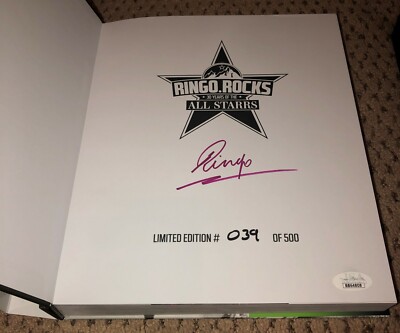 RINGO ROCKS
30 YEARS OF THE
ALL STARRS
Ringo
LIMITED EDITION # 039 OF 500